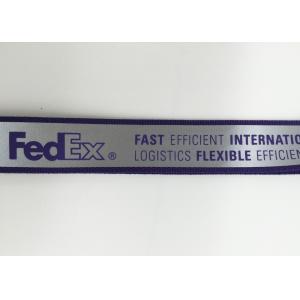 FedEx®
FAST EFFICIENT INTERNATIO
LOGISTICS FLEXIBLE EFFICIEN